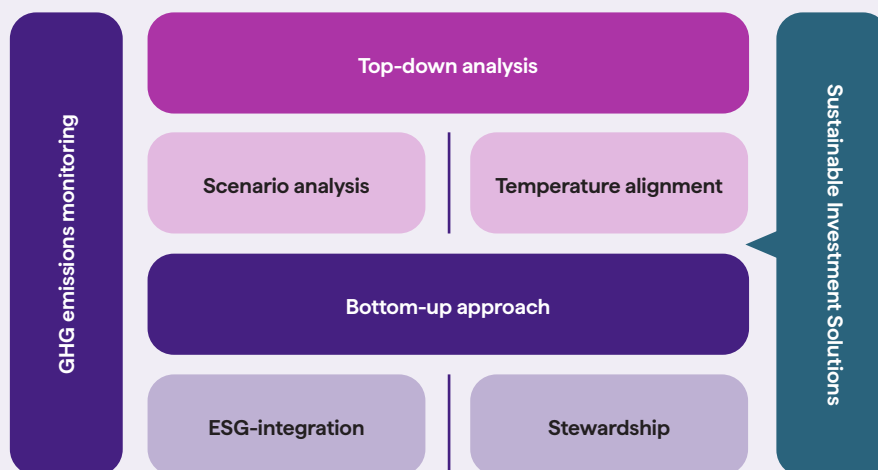 GHG emissions monitoring
Top-down analysis
Scenario analysis
Temperature alignment
Bottom-up approach
ESG-integration
Stewardship
Sustainable Investment Solutions